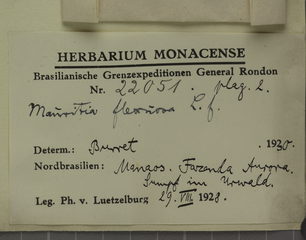 HERBARIUM MONACENSE
Brasilianische Grenzexpeditionen General Rondon
Nr. 22051. plag. 2.
Mauritia flexuosa L. f.
Determ.: Burret 1930.
Nordbrasilien: Manaos. Fazenda Aurora.
Sumpf im Urwald.
Leg. Ph. v. Luetzelburg 29. VIII 1928.